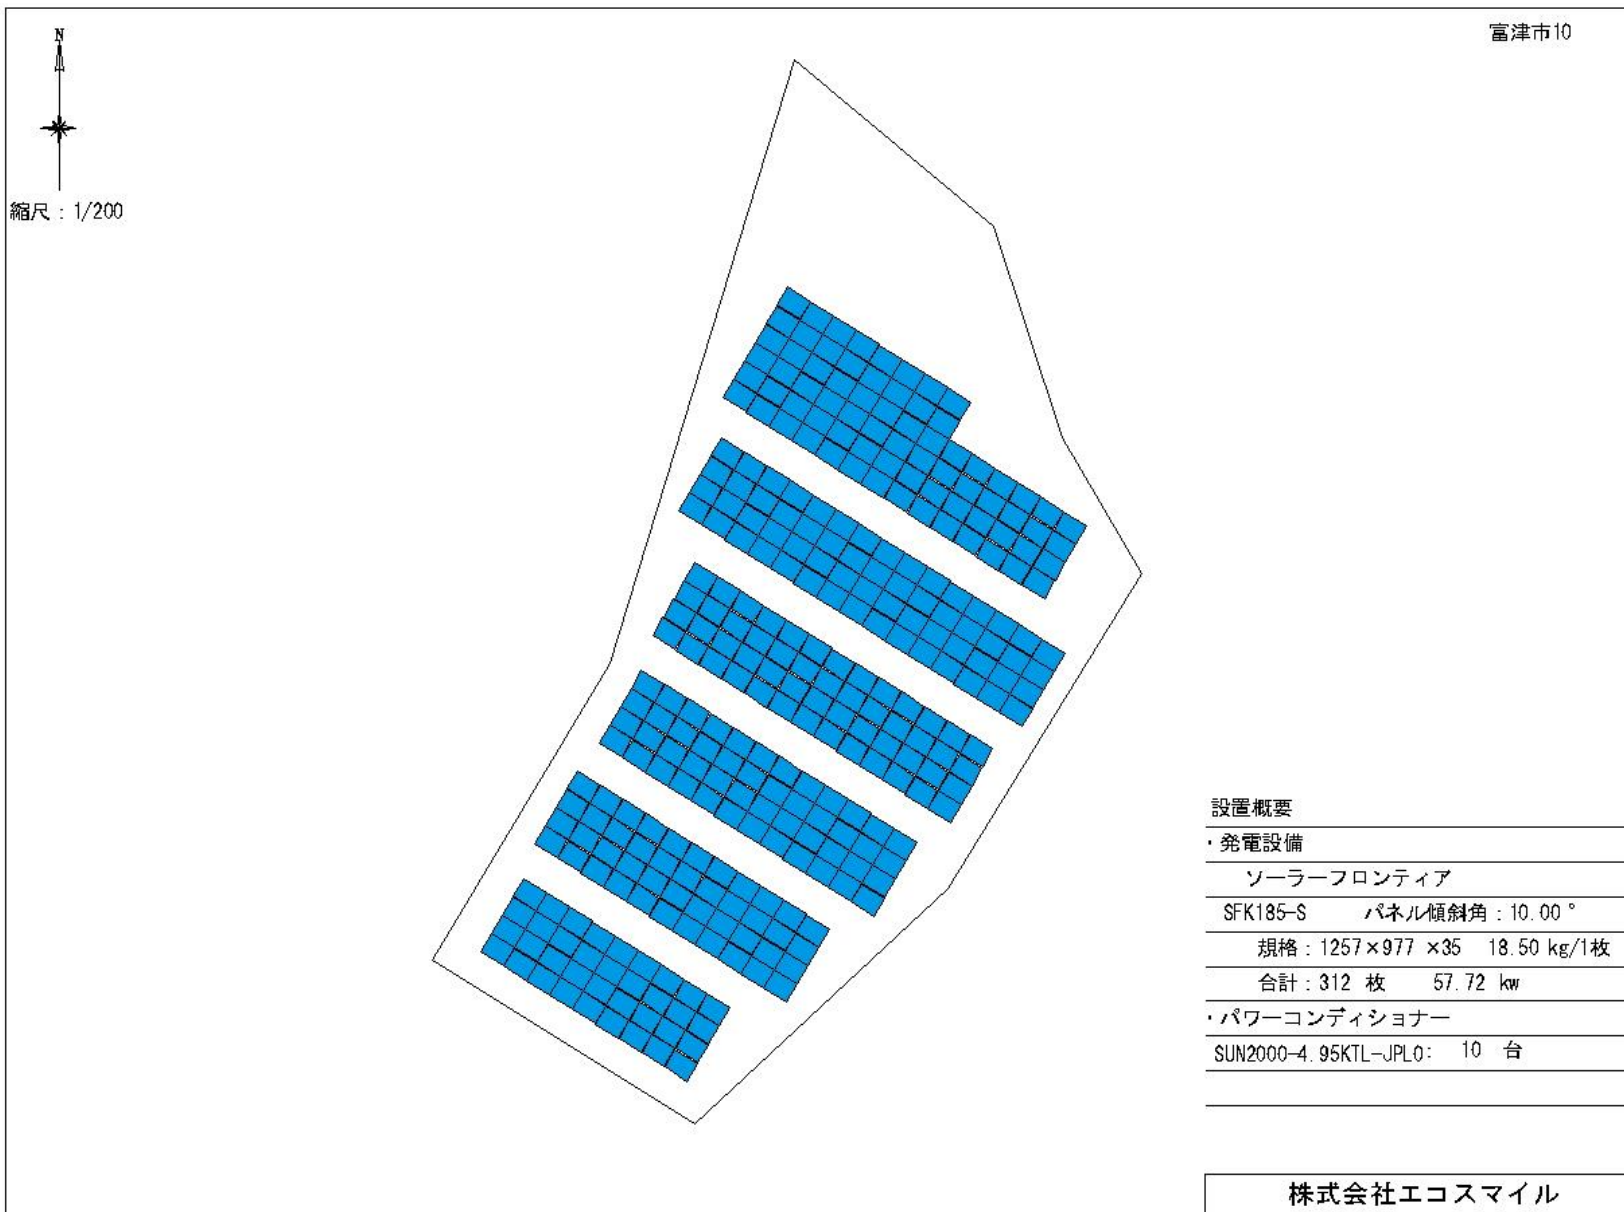 富津市10
N
縮尺：1/200
設置概要
・発電設備
ソーラーフロンティア
SFK185-S　パネル傾斜角：10.00°
規格：1257×977 ×35　18.50 kg/1枚
合計：312 枚　57.72 kw
・パワーコンディショナー
SUN2000-4.95KTL-JPL0:　10 台
株式会社エコスマイル